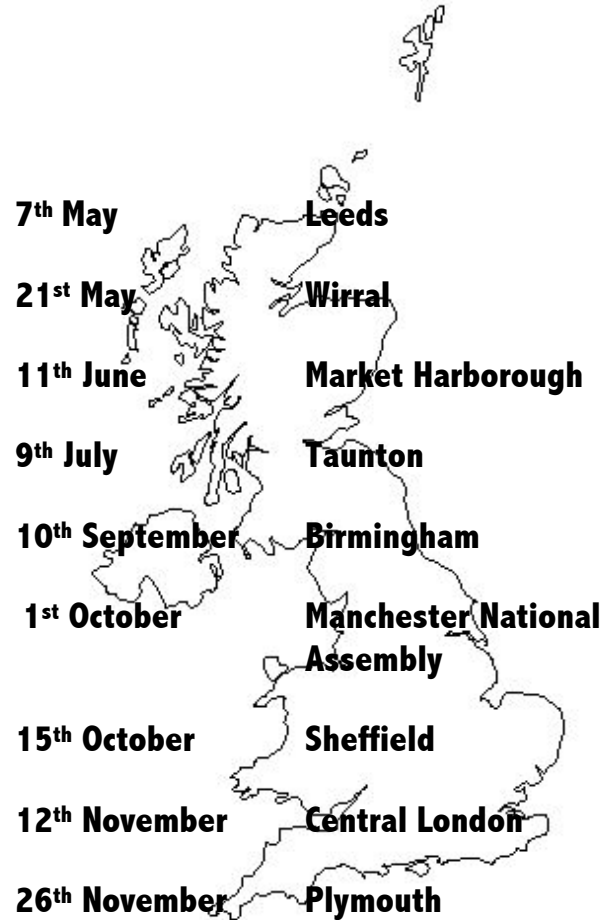 7th May Leeds
21st May Wirral
11th June Market Harborough
9th July Taunton
10th September Birmingham
1st October Manchester National
Assembly
15th October Sheffield
12th November Central London
26th November Plymouth